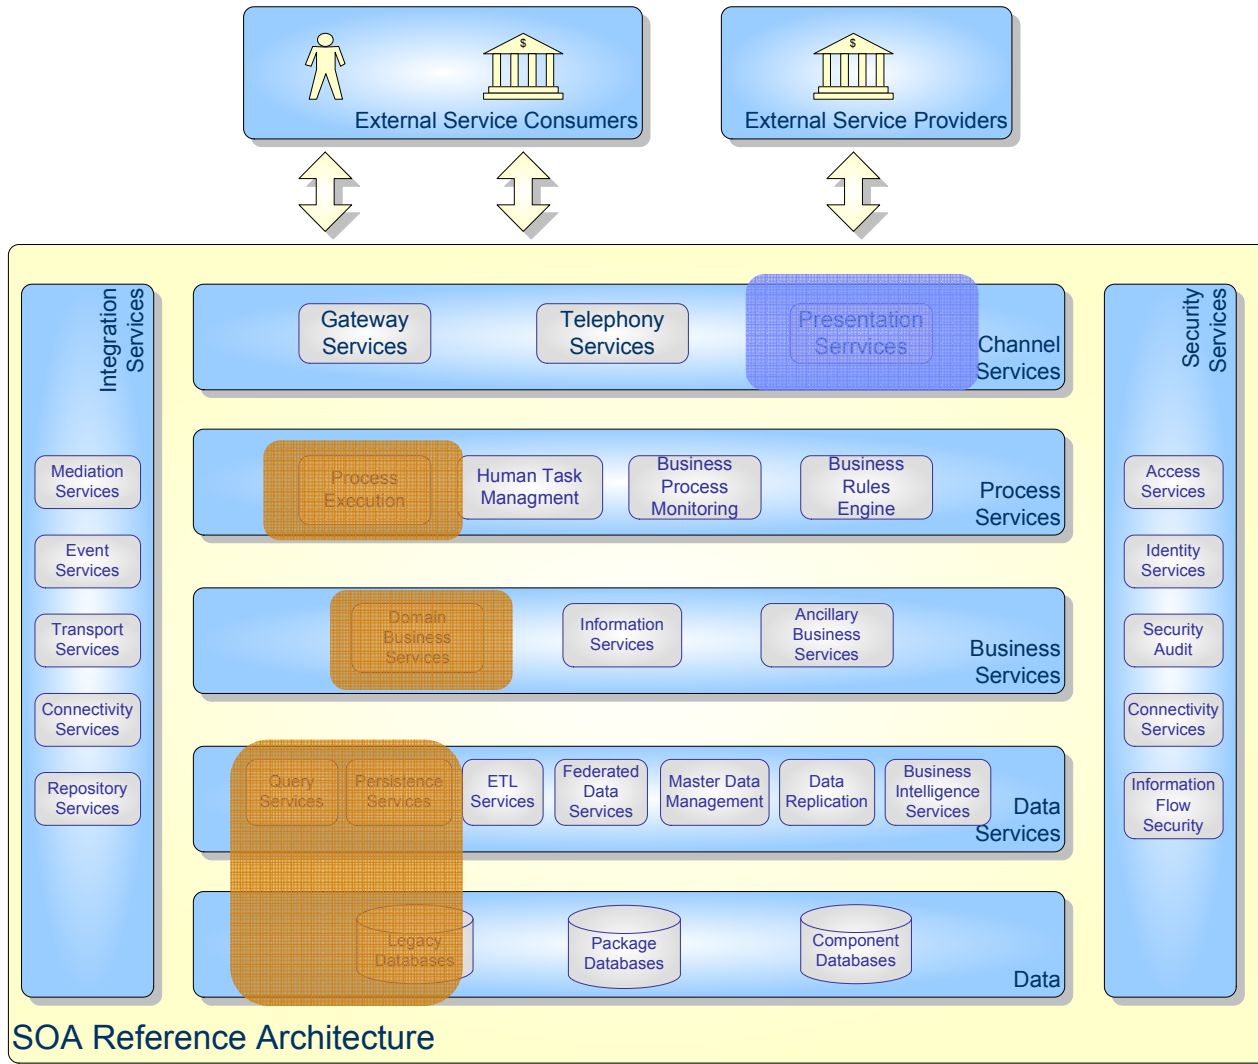 $
$
$
External Service Consumers
External Service Providers
Integration
Services
Mediation
Services
Event
Services
Transport
Services
Connectivity
Services
Repository
Services
Gateway
Services
Telephony
Services
Presentation
Serrvices
Channel
Services
Process
Execution
Human Task
Managment
Business
Process
Monitoring
Business
Rules
Engine
Process
Services
Domain
Business
Services
Information
Services
Ancillary
Business
Services
Business
Services
Query
Services
Persistence
Services
ETL
Services
Federated
Data
Services
Master Data
Management
Data
Replication
Business
Intelligence
Services
Data
Services
Legacy
Databases
Package
Databases
Component
Databases
Data
Security
Services
Access
Services
Identity
Services
Security
Audit
Connectivity
Services
Information
Flow
Security
SOA Reference Architecture